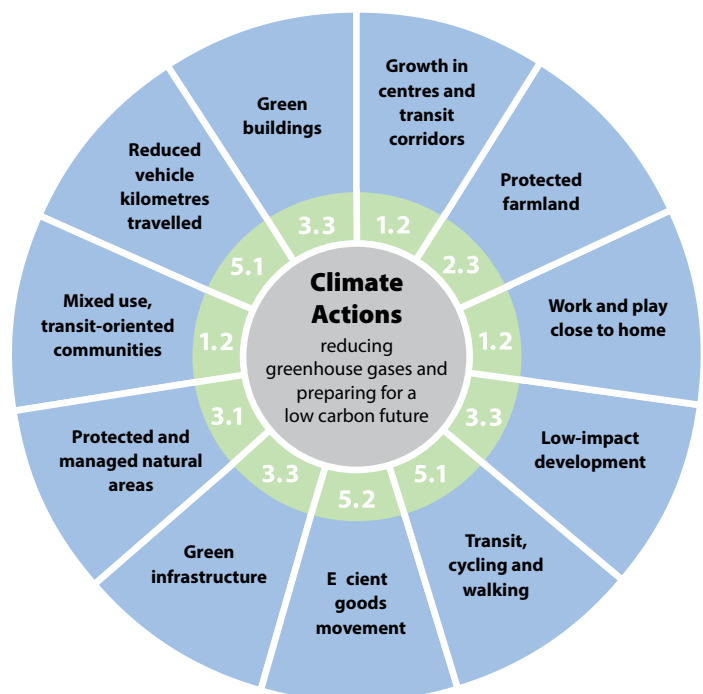 Climate
Actions
reducing
greenhouse gases and
preparing for a
low carbon future
Growth in
centres and
transit
corridors
1.2
Protected
farmland
2.3
Work and play
close to home
1.2
Low-impact
development
3.3
Transit,
cycling and
walking
5.1
E cient
goods
movement
5.2
Green
infrastructure
3.3
Protected and
managed natural
areas
3.1
Mixed use,
transit-oriented
communities
1.2
Reduced
vehicle
kilometres
travelled
5.1
Green
buildings
3.3